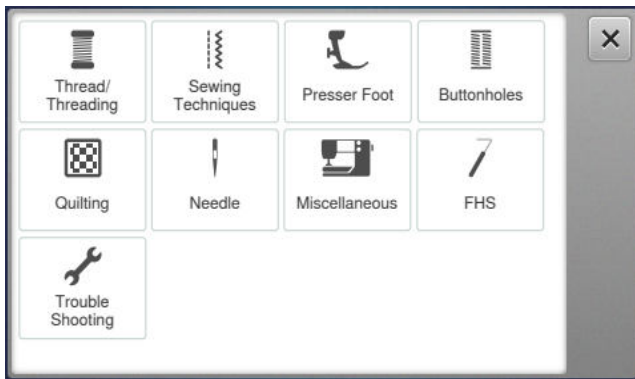 Thread/
Threading
Sewing
Techniques
Presser Foot
Buttonholes
Quilting
Needle
Miscellaneous
FHS
Trouble
Shooting